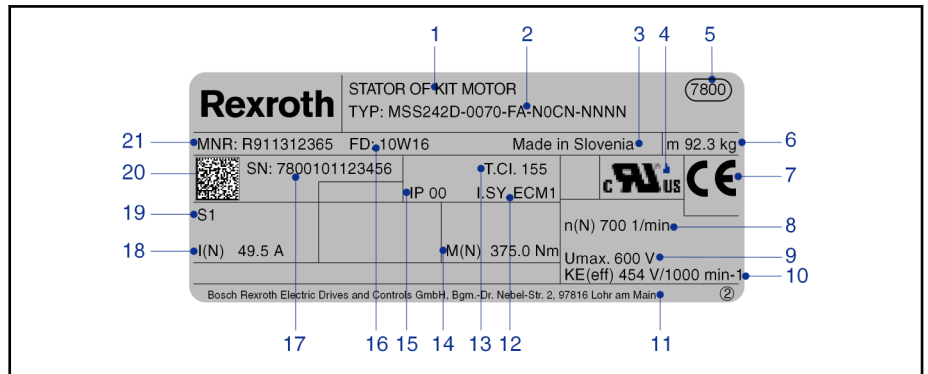 1 2 3 4 5
Rexroth
STATOR OF KIT MOTOR
7800
TYP: MSS242D-0070-FA-N0CN-NNNN
21 MNR: R911312365 FD: 10W16 Made in Slovenia m 92.3 kg 6
20 SN: 7800101123456 T.CI. 155 c RU US CE 7
IP 00 I.SY. ECM1
19 S1
n(N) 700 1/min 8
18 I(N) 49.5 A M(N) 375.0 Nm
Umax. 600 V 9
KE(eff) 454 V/1000 min-1 10
Bosch Rexroth Electric Drives and Controls GmbH, Bgm.-Dr. Nebel-Str. 2, 97816 Lohr am Main ②
17 16 15 14 13 12 11